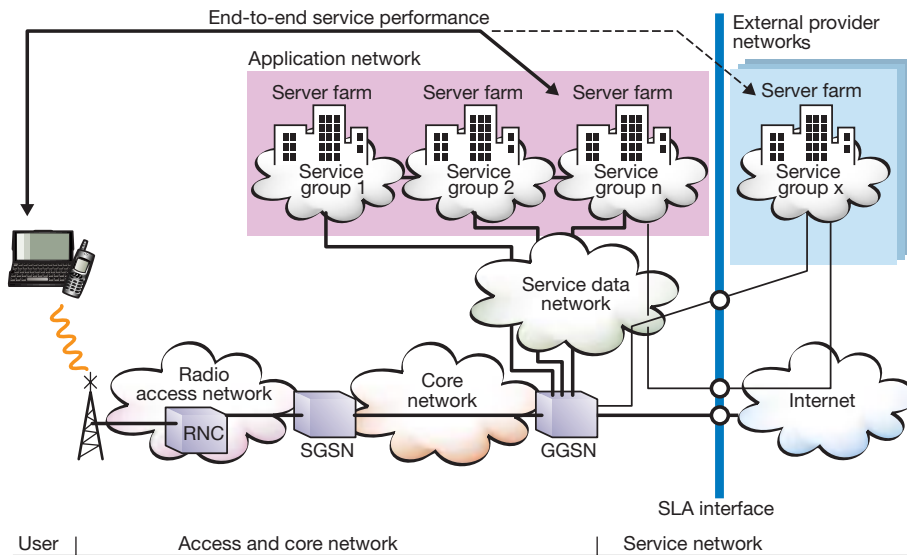 End-to-end service performance
External provider
networks
Application network
Server farm
Server farm
Server farm
Server farm
Service
group 1
Service
group 2
Service
group n
Service
group x
Service data
network
Radio
access network
Core
network
Internet
RNC
SGSN
GGSN
SLA interface
User
Access and core network
Service network